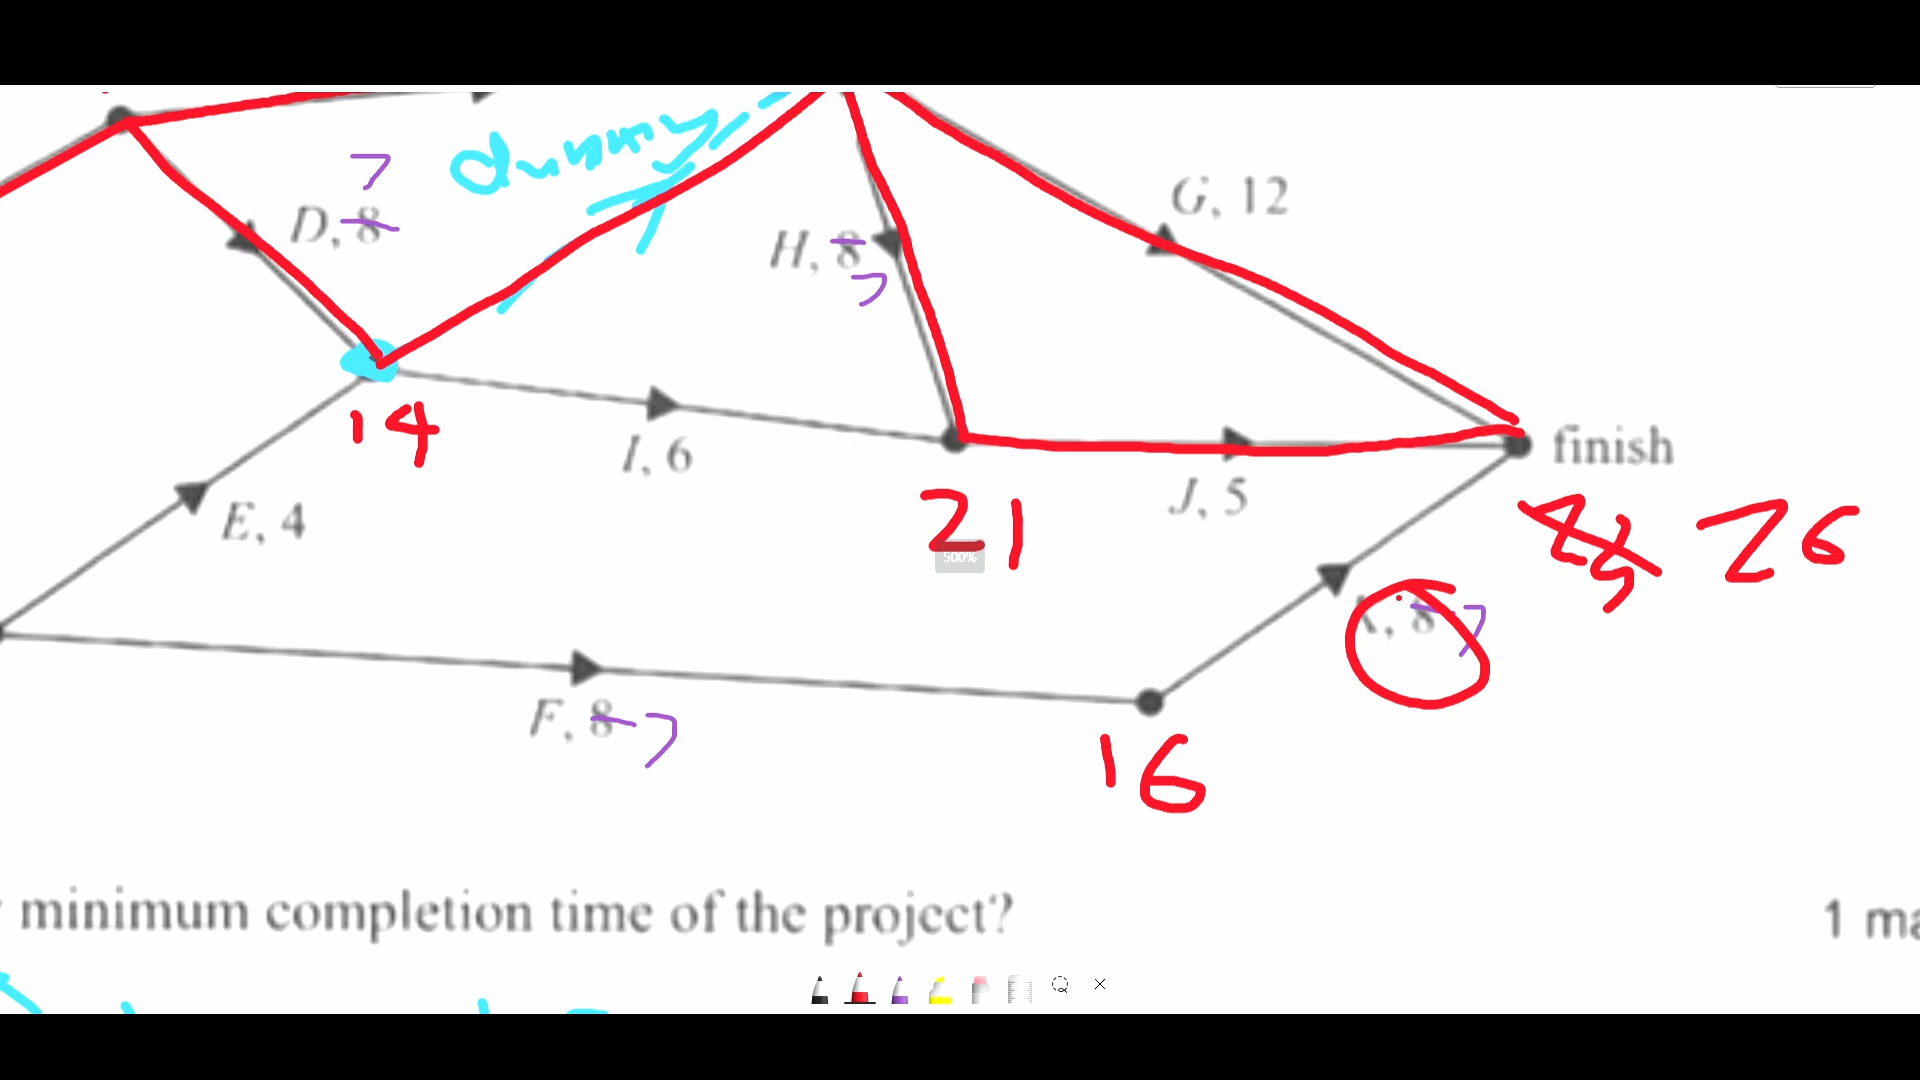 G, 12
7
dummy
D, 8
H, 8
7
finish
14
I, 6
J, 5
21
500%
26
E, 4
K, 8 7
F, 8 7
16
minimum completion time of the project?
1 ma